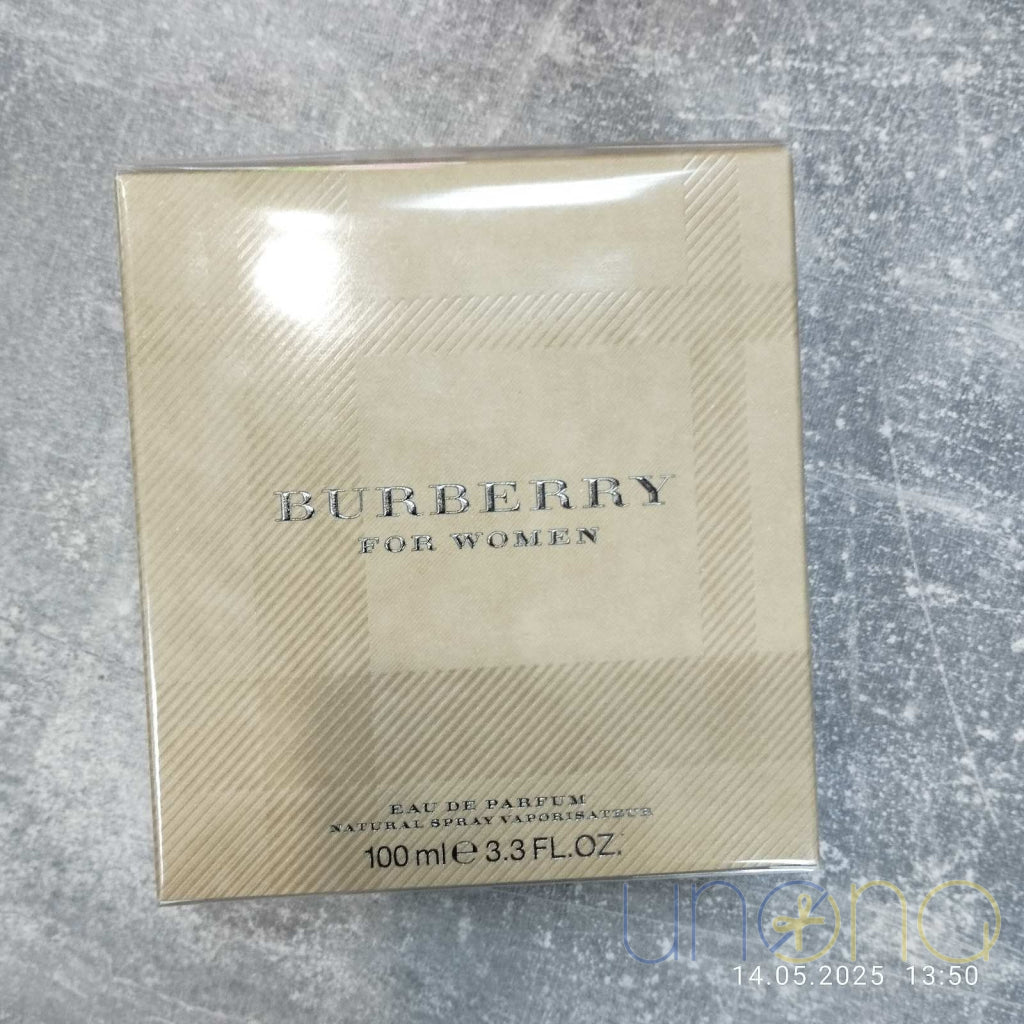 BURBERRY
FOR WOMEN
EAU DE PARFUM
NATURAL SPRAY VAPORISATEUR
100 ml ℮ 3.3 FL.OZ.
unona
14.05.2025 13:50